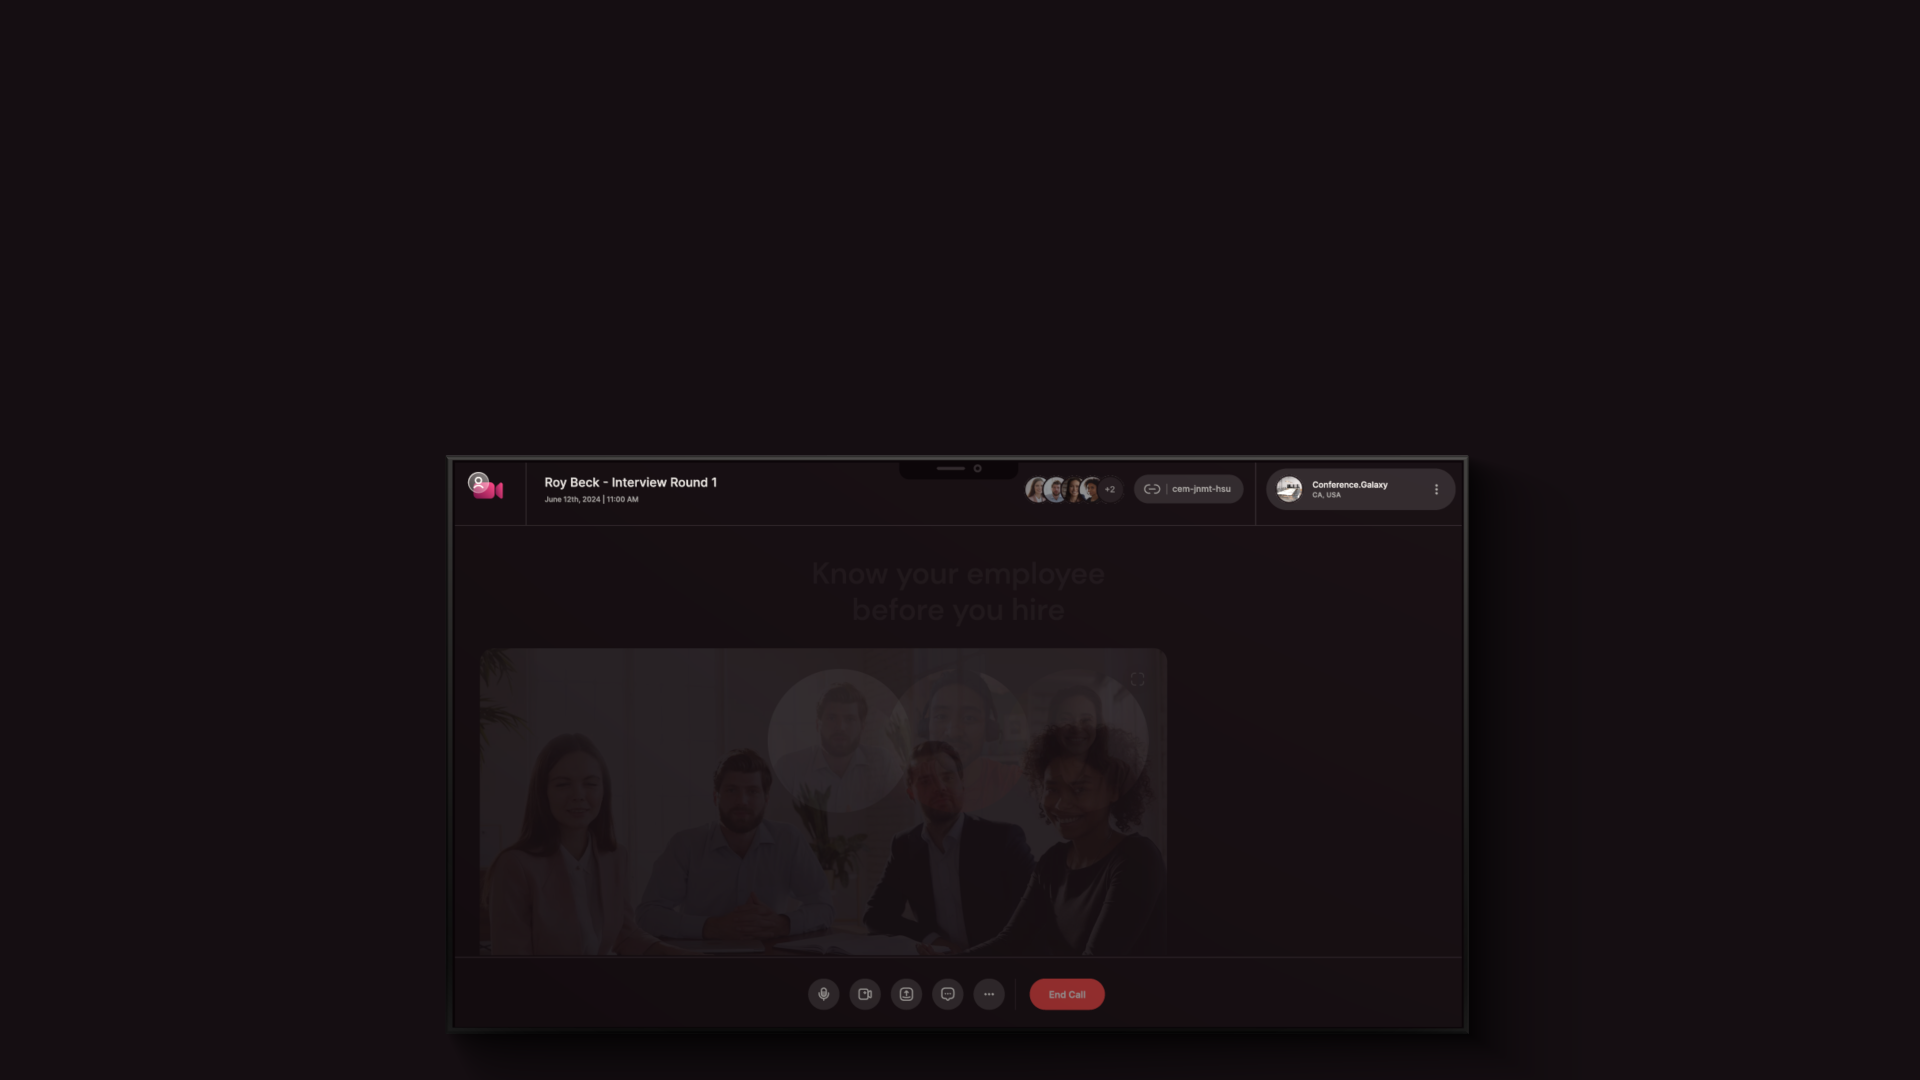 Roy Beck - Interview Round 1
June 12th, 2024 | 11:00 AM
+2
cem-jnmt-hsu
Conference.Galaxy
CA, USA
Know your employee
before you hire
End Call